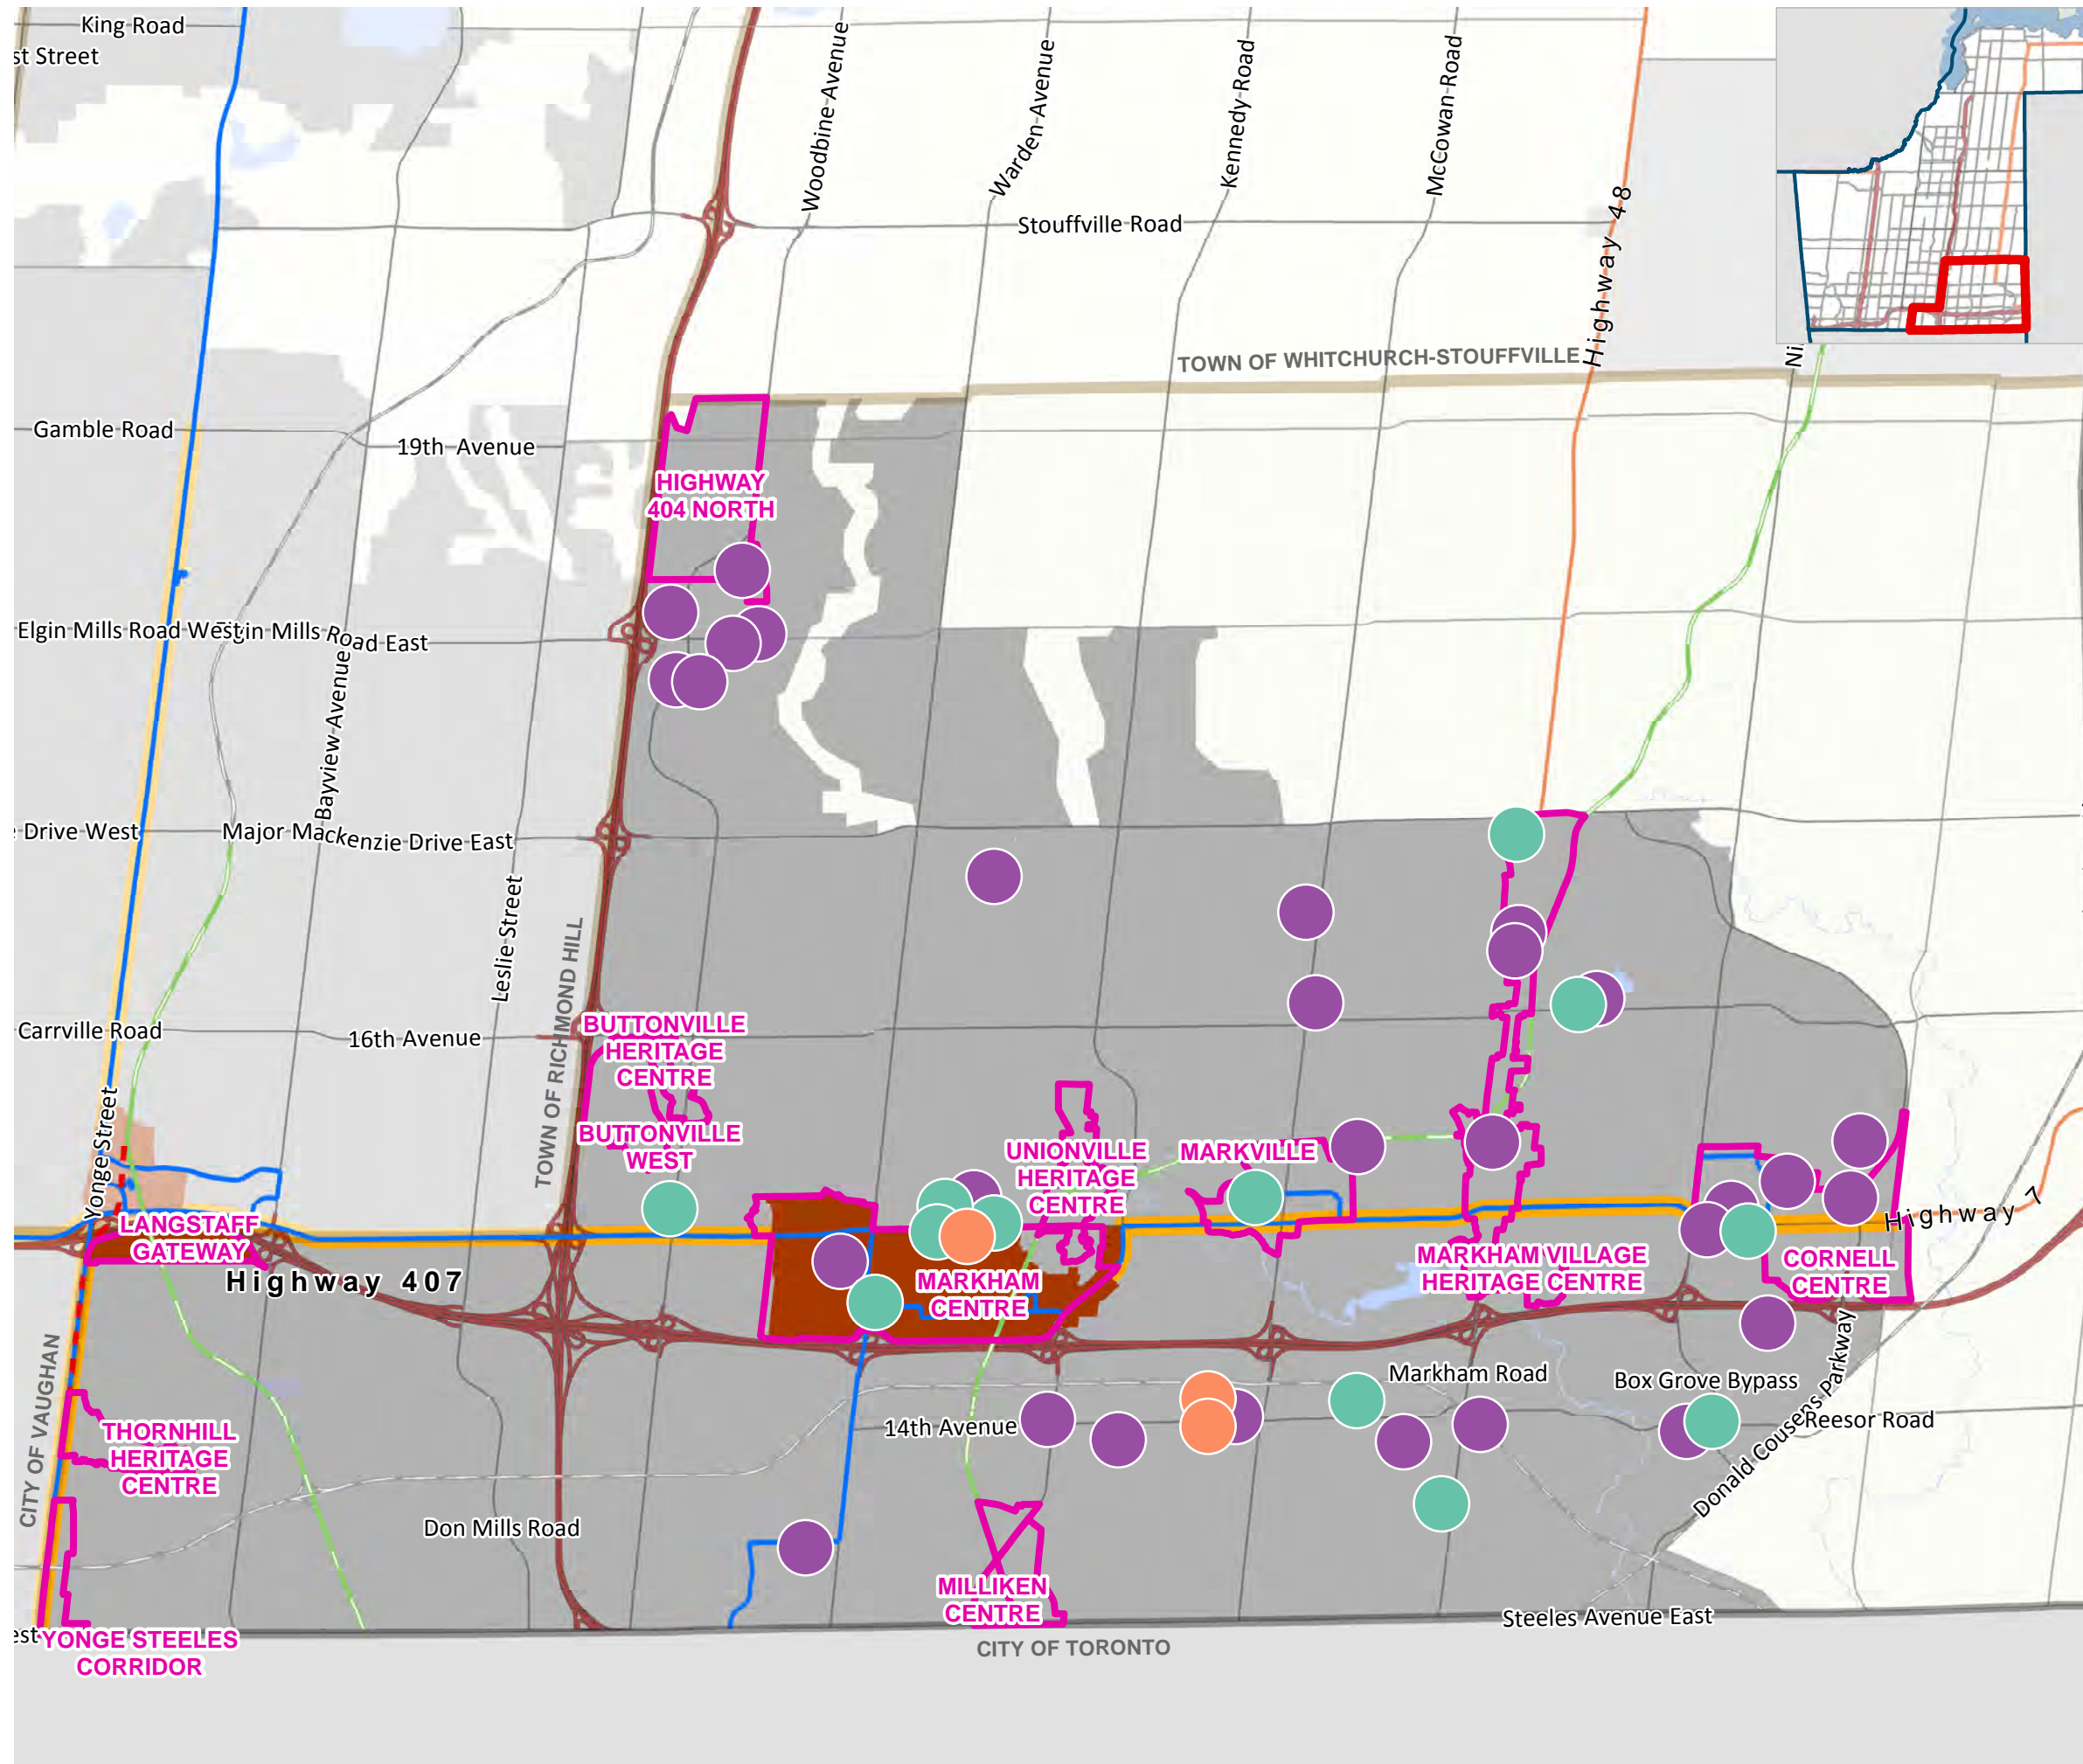 King Road
st Street
Woodbine Avenue
Warden Avenue
Kennedy Road
McCowan Road
Highway 48
Stouffville Road
TOWN OF WHITCHURCH-STOUFFVILLE
Ni
Gamble Road
19th Avenue
HIGHWAY
404 NORTH
Elgin Mills Road West
gin Mills Road East
Bayview Avenue
Drive West
Major Mackenzie Drive East
Leslie Street
TOWN OF RICHMOND HILL
Carrville Road
16th Avenue
BUTTONVILLE
HERITAGE
CENTRE
BUTTONVILLE
WEST
Yonge Street
UNIONVILLE
HERITAGE
CENTRE
MARKVILLE
LANGSTAFF
GATEWAY
Highway 407
MARKHAM
CENTRE
MARKHAM VILLAGE
HERITAGE CENTRE
CORNELL
CENTRE
Highway 7
CITY OF VAUGHAN
THORNHILL
HERITAGE
CENTRE
14th Avenue
Markham Road
Box Grove Bypass
Reesor Road
Donald Cousens Parkway
Don Mills Road
MILLIKEN
CENTRE
Steeles Avenue East
est
YONGE STEELES
CORRIDOR
CITY OF TORONTO